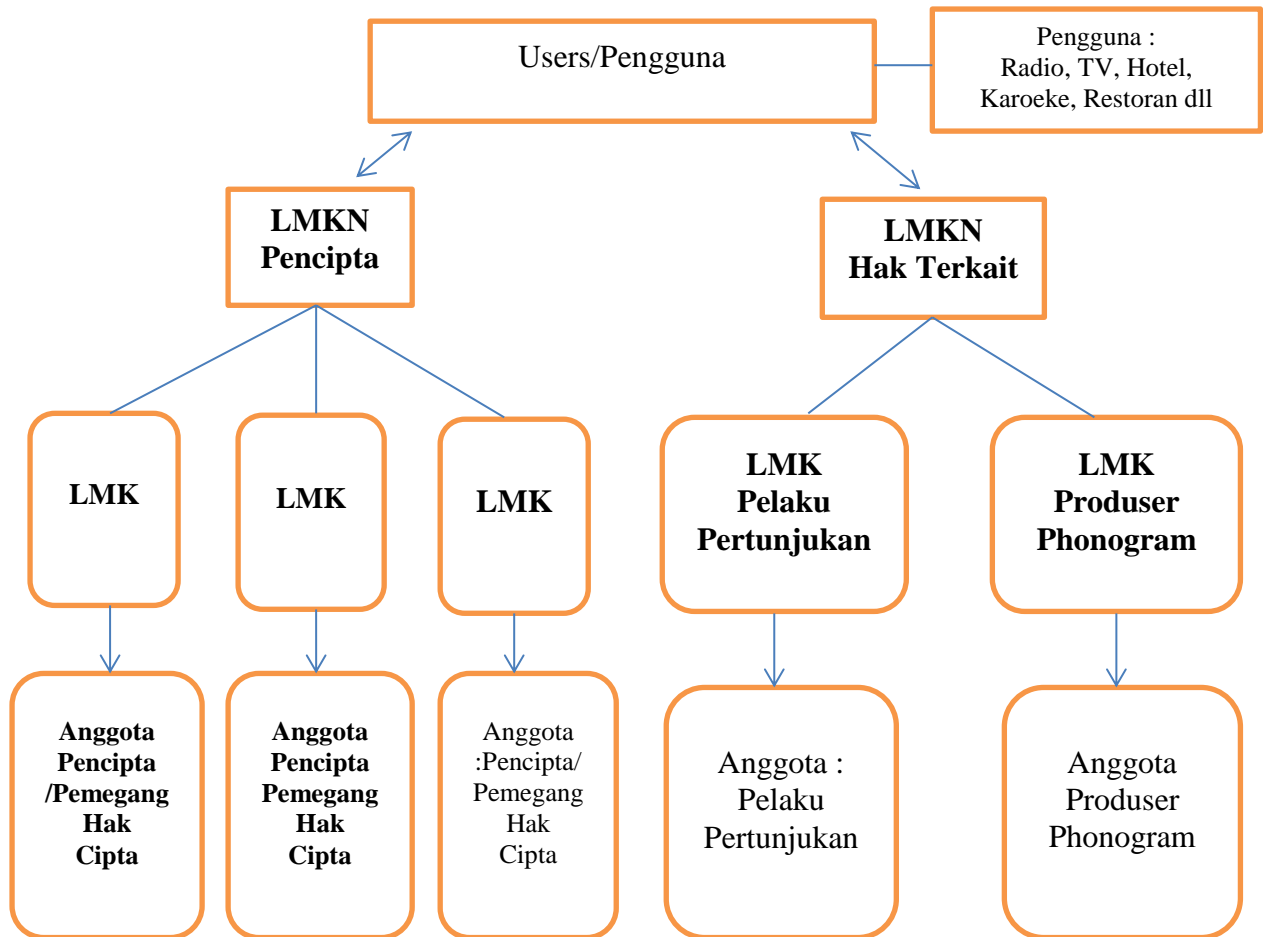 Users/Pengguna
Pengguna :
Radio, TV, Hotel,
Karoeke, Restoran dll
LMKN
Pencipta
LMKN
Hak Terkait
LMK
LMK
LMK
LMK
Pelaku
Pertunjukan
LMK
Produser
Phonogram
Anggota
Pencipta
/Pemegang
Hak
Cipta
Anggota
Pencipta
Pemegang
Hak
Cipta
Anggota
:Pencipta/
Pemegang
Hak
Cipta
Anggota :
Pelaku
Pertunjukan
Anggota
Produser
Phonogram